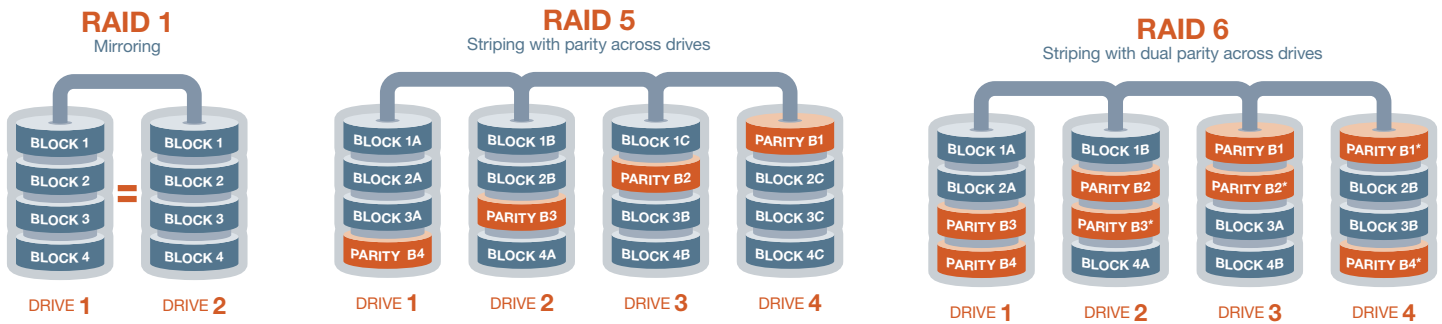 RAID 1
Mirroring
BLOCK 1
BLOCK 2
BLOCK 3
BLOCK 4
DRIVE 1
=
BLOCK 1
BLOCK 2
BLOCK 3
BLOCK 4
DRIVE 2
RAID 5
Striping with parity across drives
BLOCK 1A
BLOCK 2A
BLOCK 3A
PARITY B4
DRIVE 1
BLOCK 1B
BLOCK 2B
PARITY B3
BLOCK 4A
DRIVE 2
BLOCK 1C
PARITY B2
BLOCK 3B
BLOCK 4B
DRIVE 3
PARITY B1
BLOCK 2C
BLOCK 3C
BLOCK 4C
DRIVE 4
RAID 6
Striping with dual parity across drives
BLOCK 1A
BLOCK 2A
PARITY B3
PARITY B4
DRIVE 1
BLOCK 1B
PARITY B2
PARITY B3*
BLOCK 4A
DRIVE 2
PARITY B1
PARITY B2*
BLOCK 3A
BLOCK 4B
DRIVE 3
PARITY B1*
BLOCK 2B
BLOCK 3B
PARITY B4*
DRIVE 4